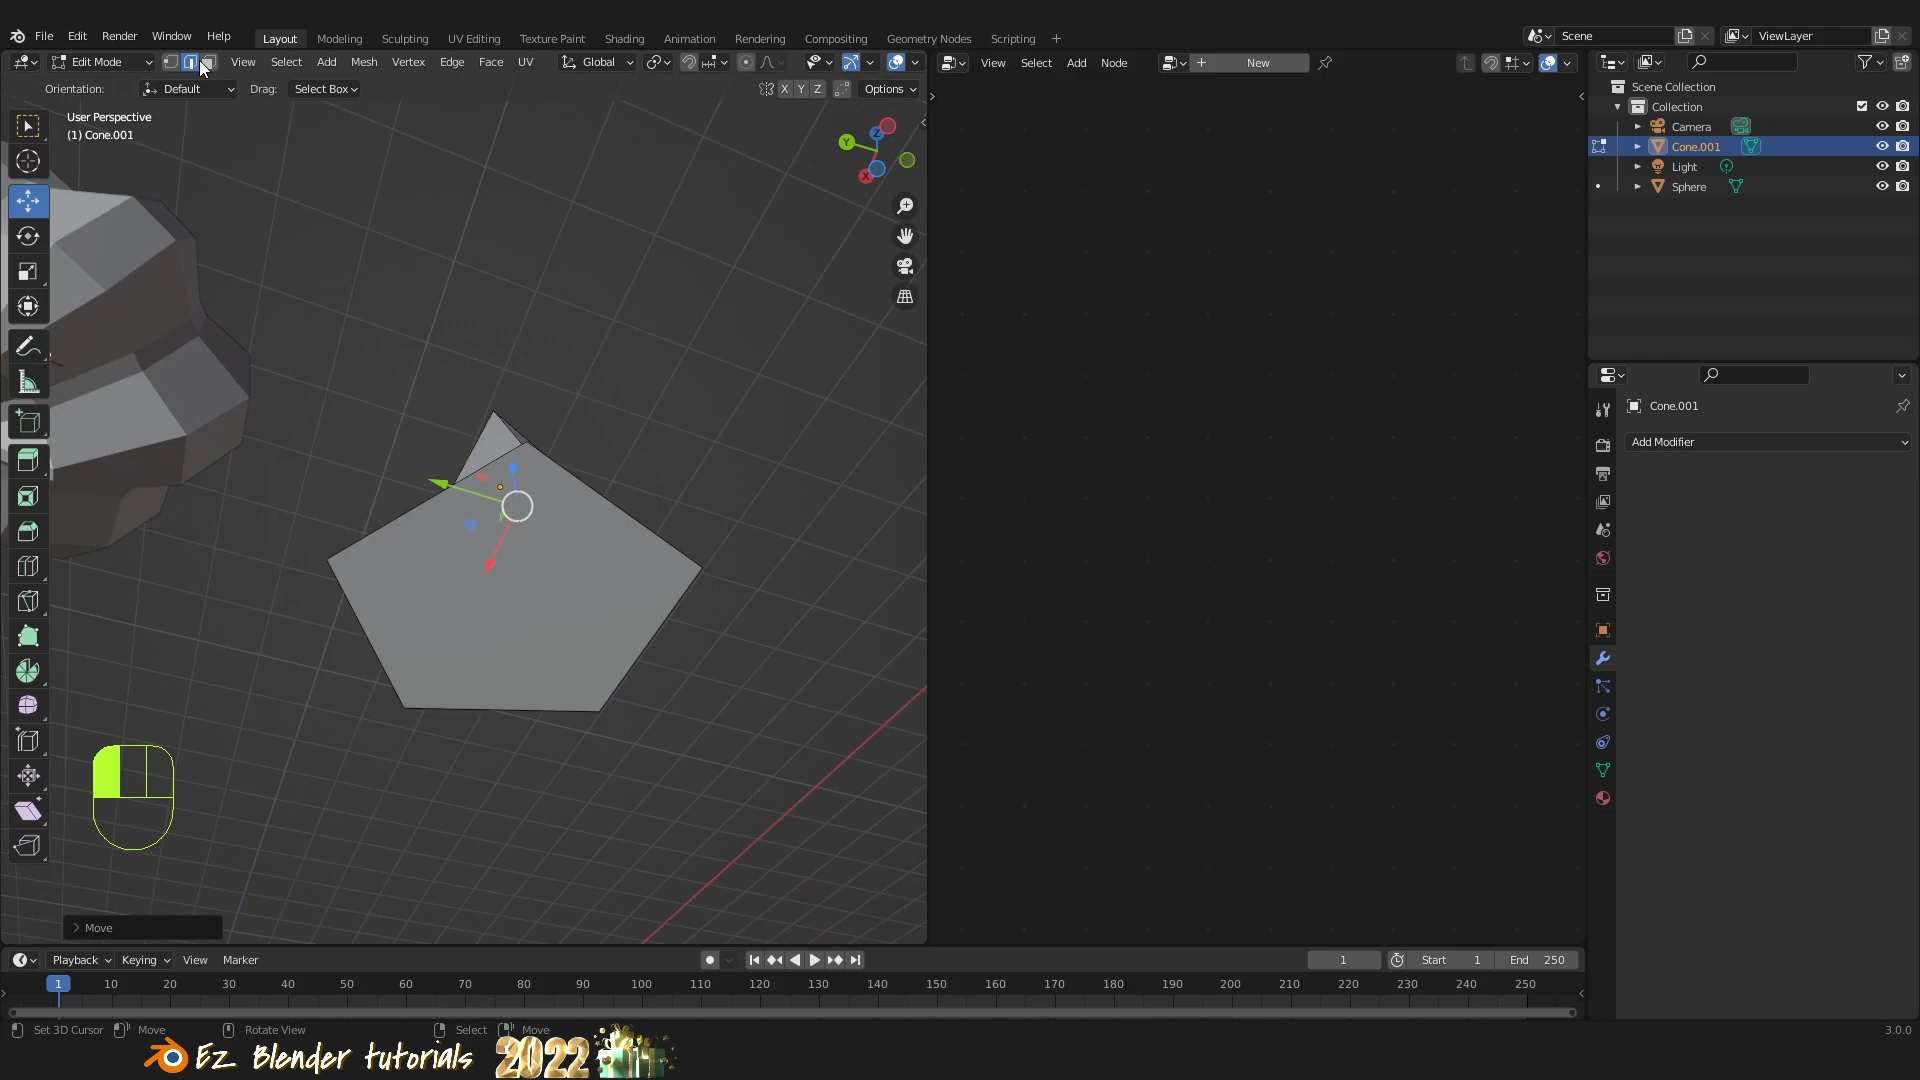 File Edit Render Window Help Layout Modeling Sculpting UV Editing Texture Paint Shading Animation Rendering Compositing Geometry Nodes Scripting + Scene ViewLayer
Edit Mode View Select Add Mesh Vertex Edge Face UV Global View Select Add Node New
Orientation: Default Drag: Select Box X Y Z Options
User Perspective
(1) Cone.001
Z
Y
X
Scene Collection
Collection
Camera
Cone.001
Light
Sphere
Cone.001
Add Modifier
Move
Playback Keying View Marker 1 Start 1 End 250
1 10 20 30 40 50 60 70 80 90 100 110 120 130 140 150 160 170 180 190 200 210 220 230 240 250
Set 3D Cursor Move Rotate View Select Move 3.0.0
Ez Blender tutorials 2022